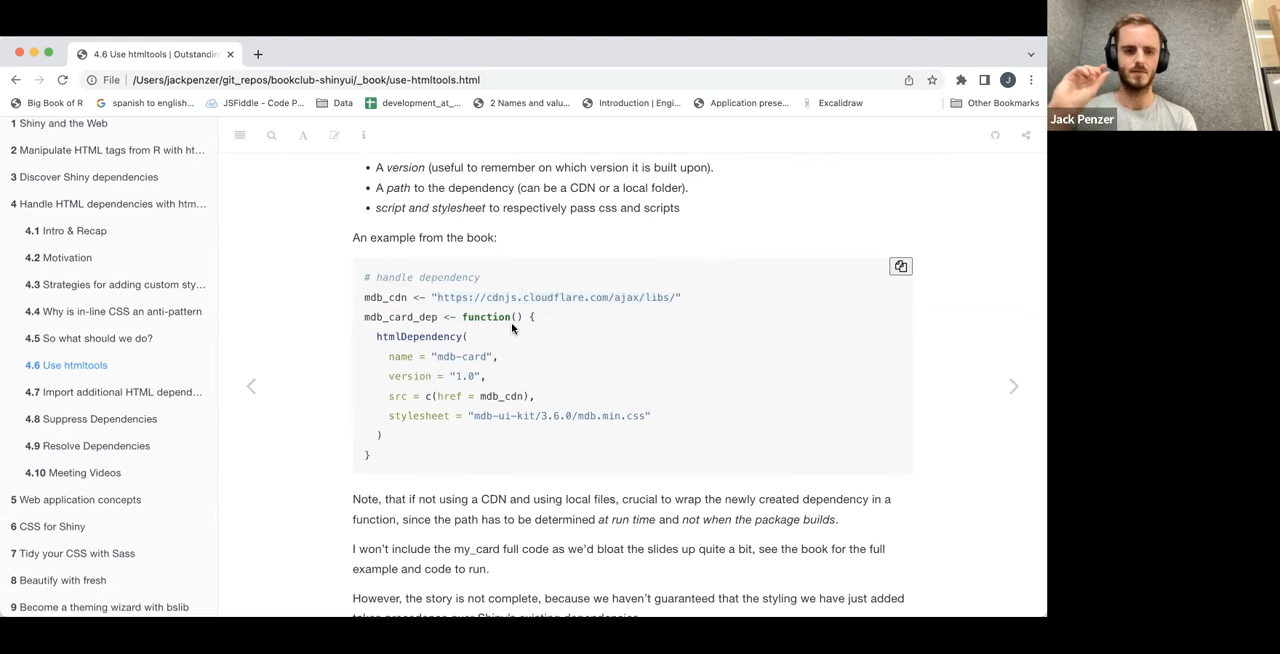 4.6 Use htmltools | Outstandin
File
/Users/jackpenzer/git_repos/bookclub-shinyui/_book/use-htmltools.html
J
Big Book of R
spanish to english...
JSFiddle - Code P...
Data
development_at_...
2 Names and valu...
Introduction | Engi...
Application prese...
Excalidraw
Other Bookmarks
Jack Penzer
1 Shiny and the Web
2 Manipulate HTML tags from R with ht...
3 Discover Shiny dependencies
4 Handle HTML dependencies with htm...
4.1 Intro & Recap
4.2 Motivation
4.3 Strategies for adding custom sty...
4.4 Why is in-line CSS an anti-pattern
4.5 So what should we do?
4.6 Use htmltools
4.7 Import additional HTML depend...
4.8 Suppress Dependencies
4.9 Resolve Dependencies
4.10 Meeting Videos
5 Web application concepts
6 CSS for Shiny
7 Tidy your CSS with Sass
8 Beautify with fresh
9 Become a theming wizard with bslib
A
i
• A version (useful to remember on which version it is built upon).
• A path to the dependency (can be a CDN or a local folder).
• script and stylesheet to respectively pass css and scripts
An example from the book:
# handle dependency
mdb_cdn <- "https://cdnjs.cloudflare.com/ajax/libs/"
mdb_card_dep <- function() {
htmlDependency(
name = "mdb-card",
version = "1.0",
src = c(href = mdb_cdn),
stylesheet = "mdb-ui-kit/3.6.0/mdb.min.css"
)
}
Note, that if not using a CDN and using local files, crucial to wrap the newly created dependency in a
function, since the path has to be determined at run time and not when the package builds.
I won't include the my_card full code as we'd bloat the slides up quite a bit, see the book for the full
example and code to run.
However, the story is not complete, because we haven't guaranteed that the styling we have just added
takes precedence over Shiny's existing dependencies.